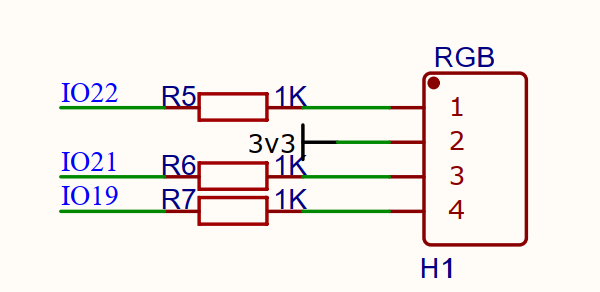 RGB
IO22 R5 1K 1
3v3 2
IO21 R6 1K 3
IO19 R7 1K 4
H1